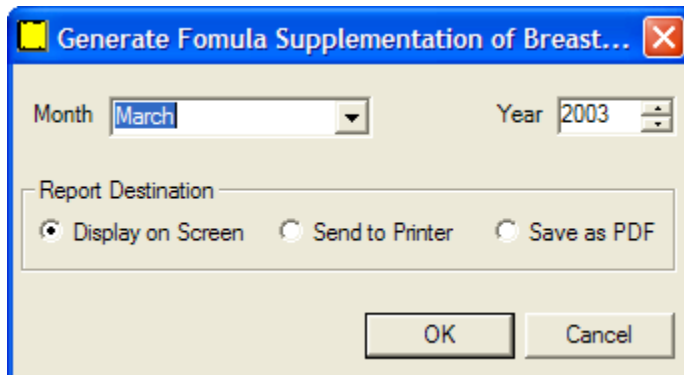 Generate Fomula Supplementation of Breast...
Month March Year 2003
Report Destination
Display on Screen Send to Printer Save as PDF
OK Cancel